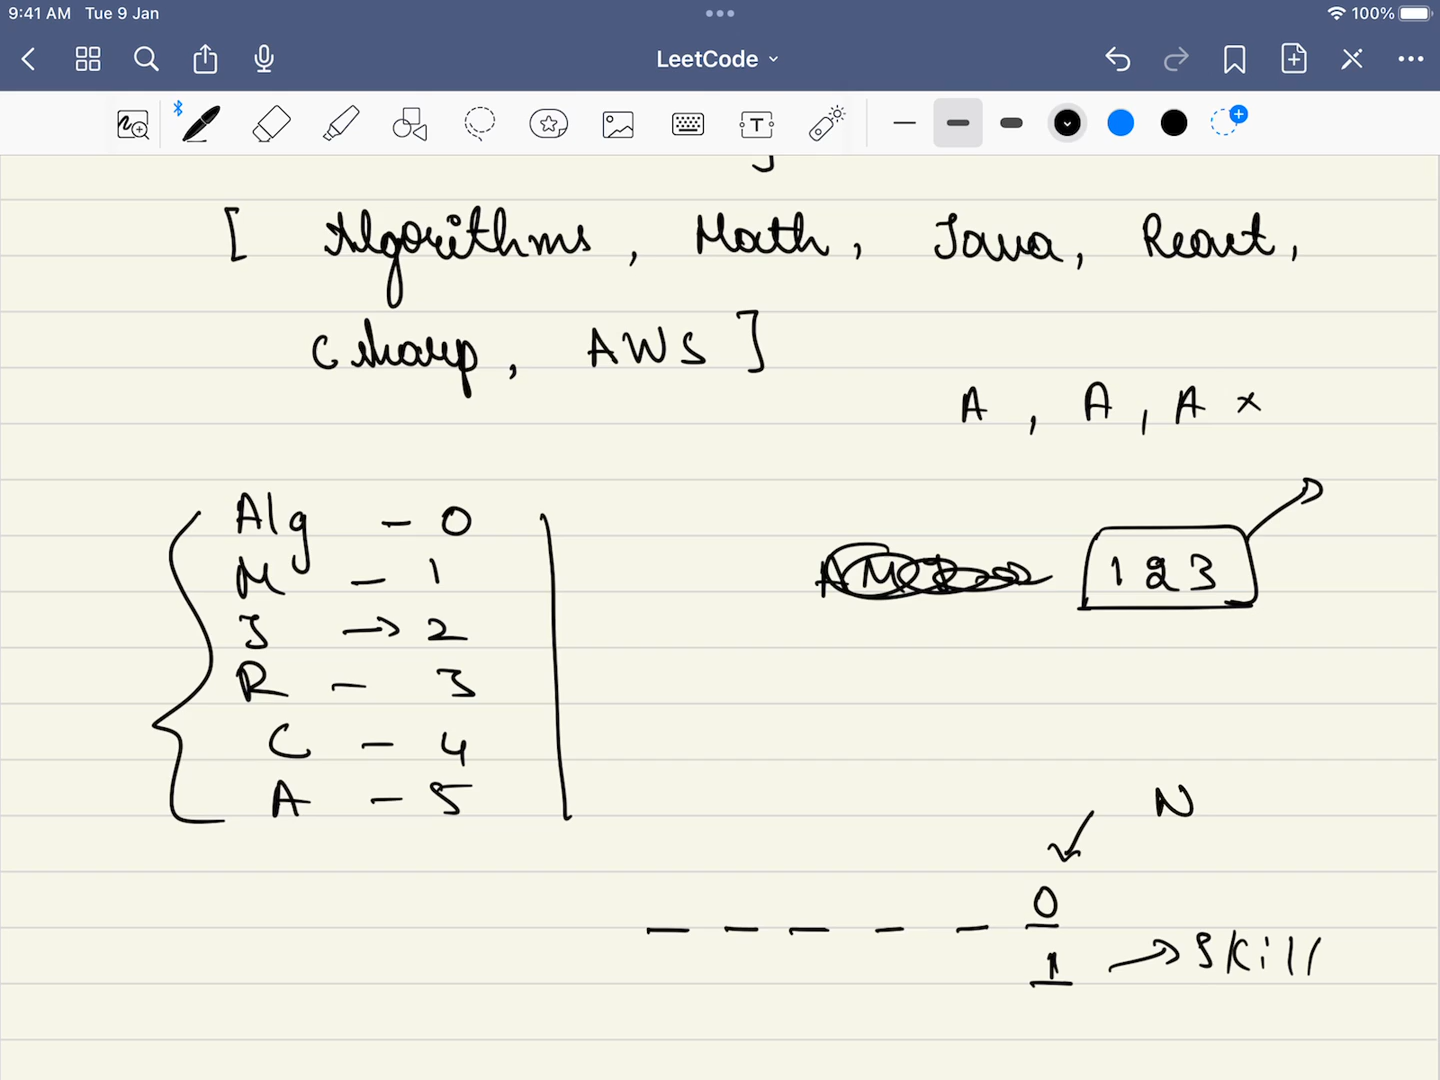 9:41 AM Tue 9 Jan 100%
LeetCode
[ Algorithms, Math, Java, React,
Csharp, AWS ]
A, A, A ×
Alg - 0
M - 1
J → 2
R - 3
C - 4
A - 5
1 2 3
N
0
1 → Skill